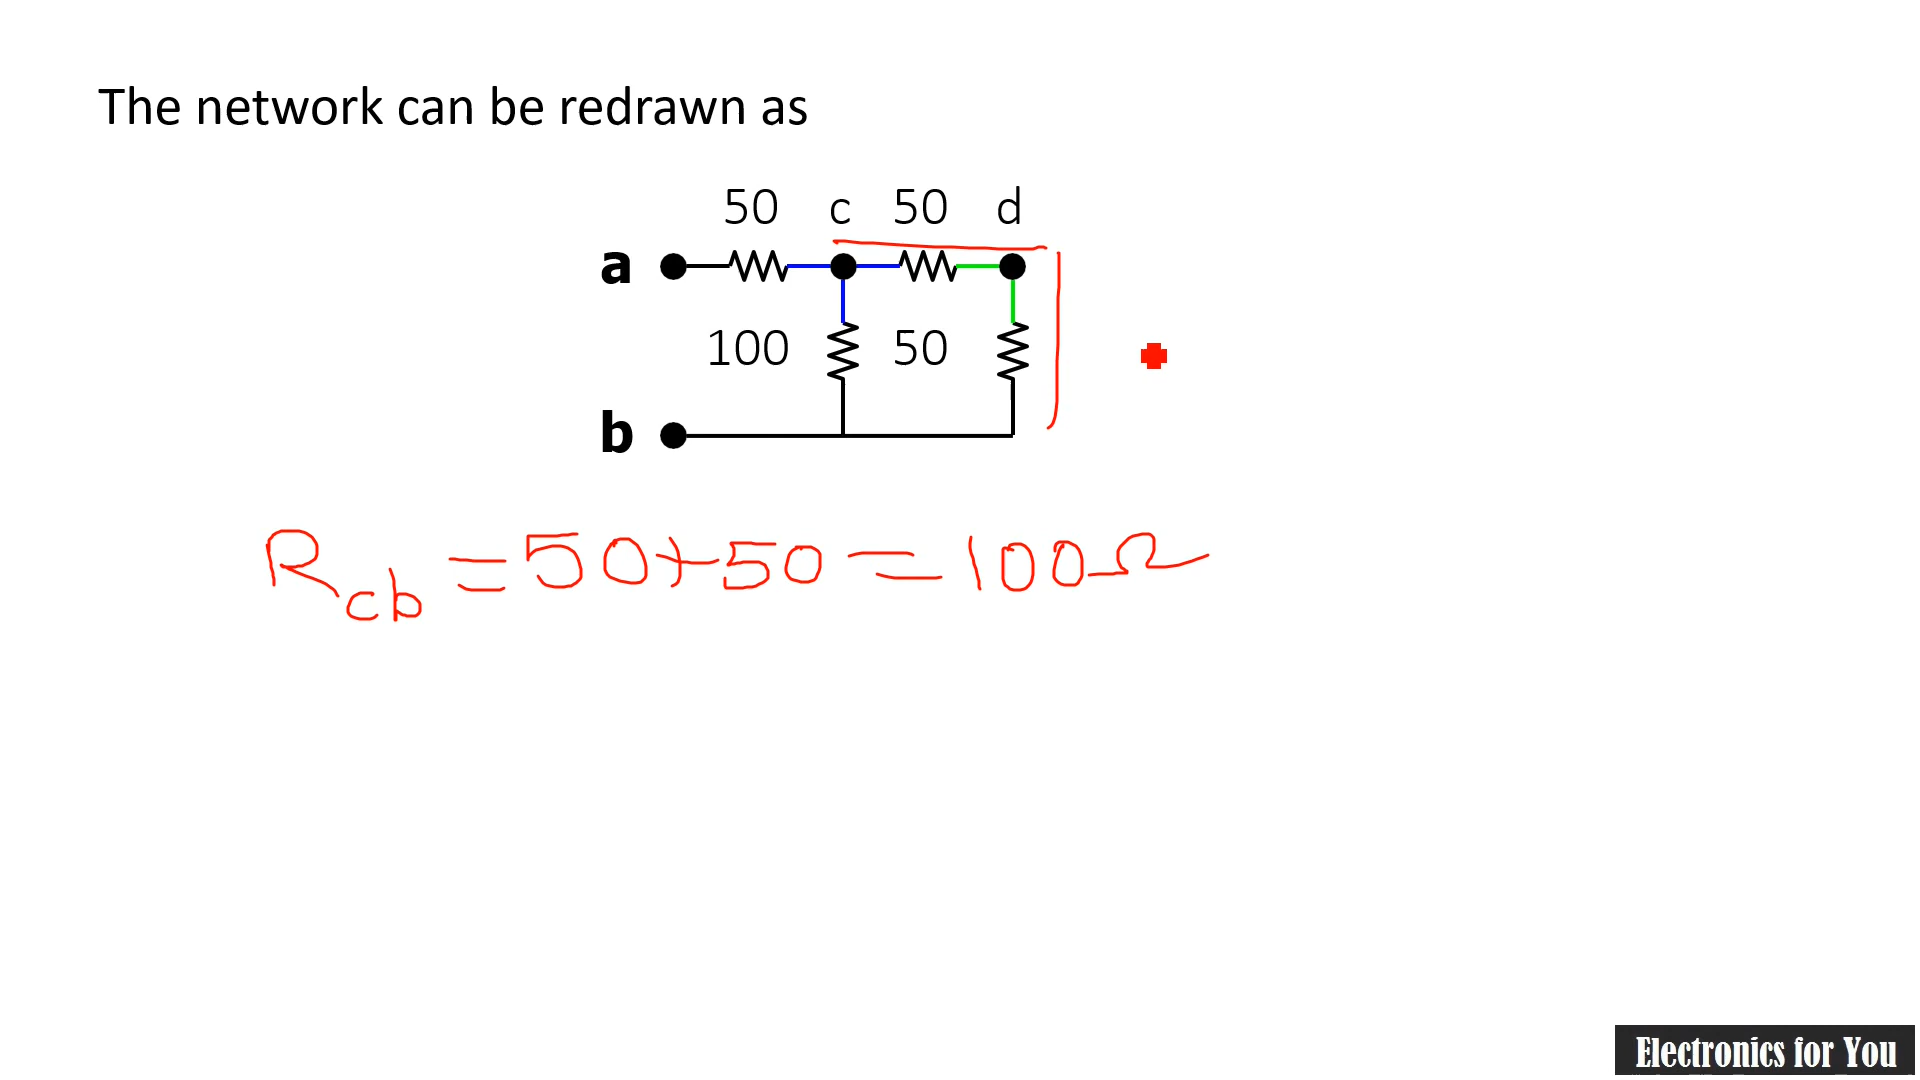 The network can be redrawn as
50 c 50 d
a
100 50
b
Rcb = 50 + 50 = 100Ω
Electronics for You